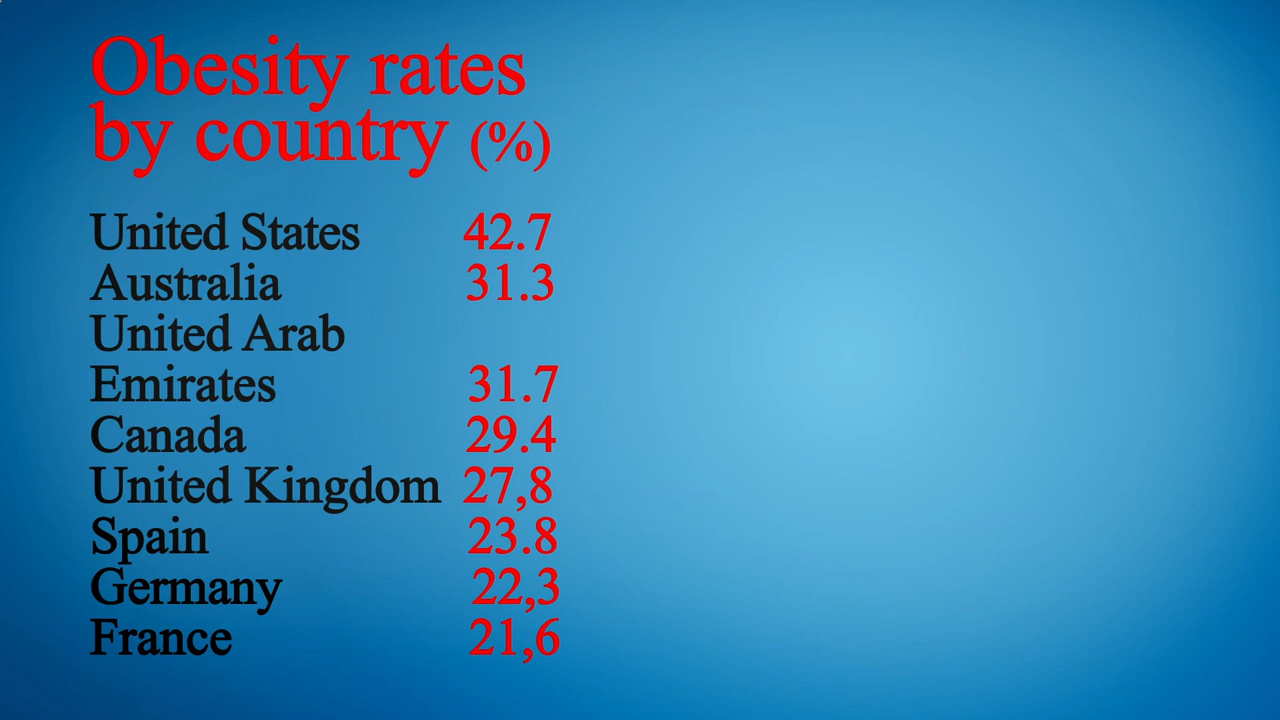 Obesity rates
by country (%)
United States 42.7
Australia 31.3
United Arab
Emirates 31.7
Canada 29.4
United Kingdom 27,8
Spain 23.8
Germany 22,3
France 21,6